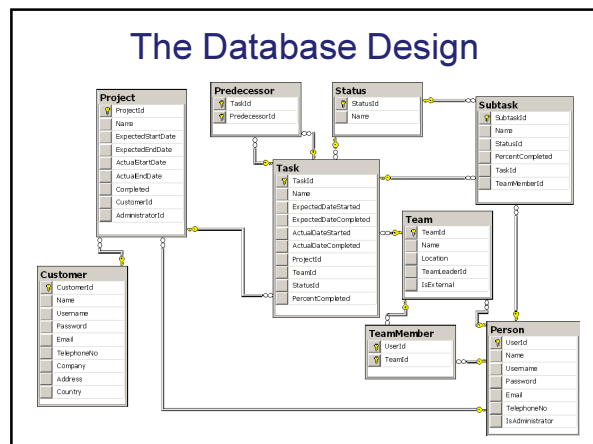 The Database Design
Project
ProjectId
Name
ExpectedStartDate
ExpectedEndDate
ActualStartDate
ActualEndDate
Completed
CustomerId
AdministratorId
Predecessor
TaskId
PredecessorId
Status
StatusId
Name
Subtask
SubtaskId
Name
StatusId
PercentCompleted
TaskId
TeamMemberId
Task
TaskId
Name
ExpectedDateStarted
ExpectedDateCompleted
ActualDateStarted
ActualDateCompleted
ProjectId
TeamId
StatusId
PercentCompleted
Team
TeamId
Name
Location
TeamLeaderId
IsExternal
Customer
CustomerId
Name
Username
Password
Email
TelephoneNo
Company
Address
Country
TeamMember
UserId
TeamId
Person
UserId
Name
Username
Password
Email
TelephoneNo
IsAdministrator